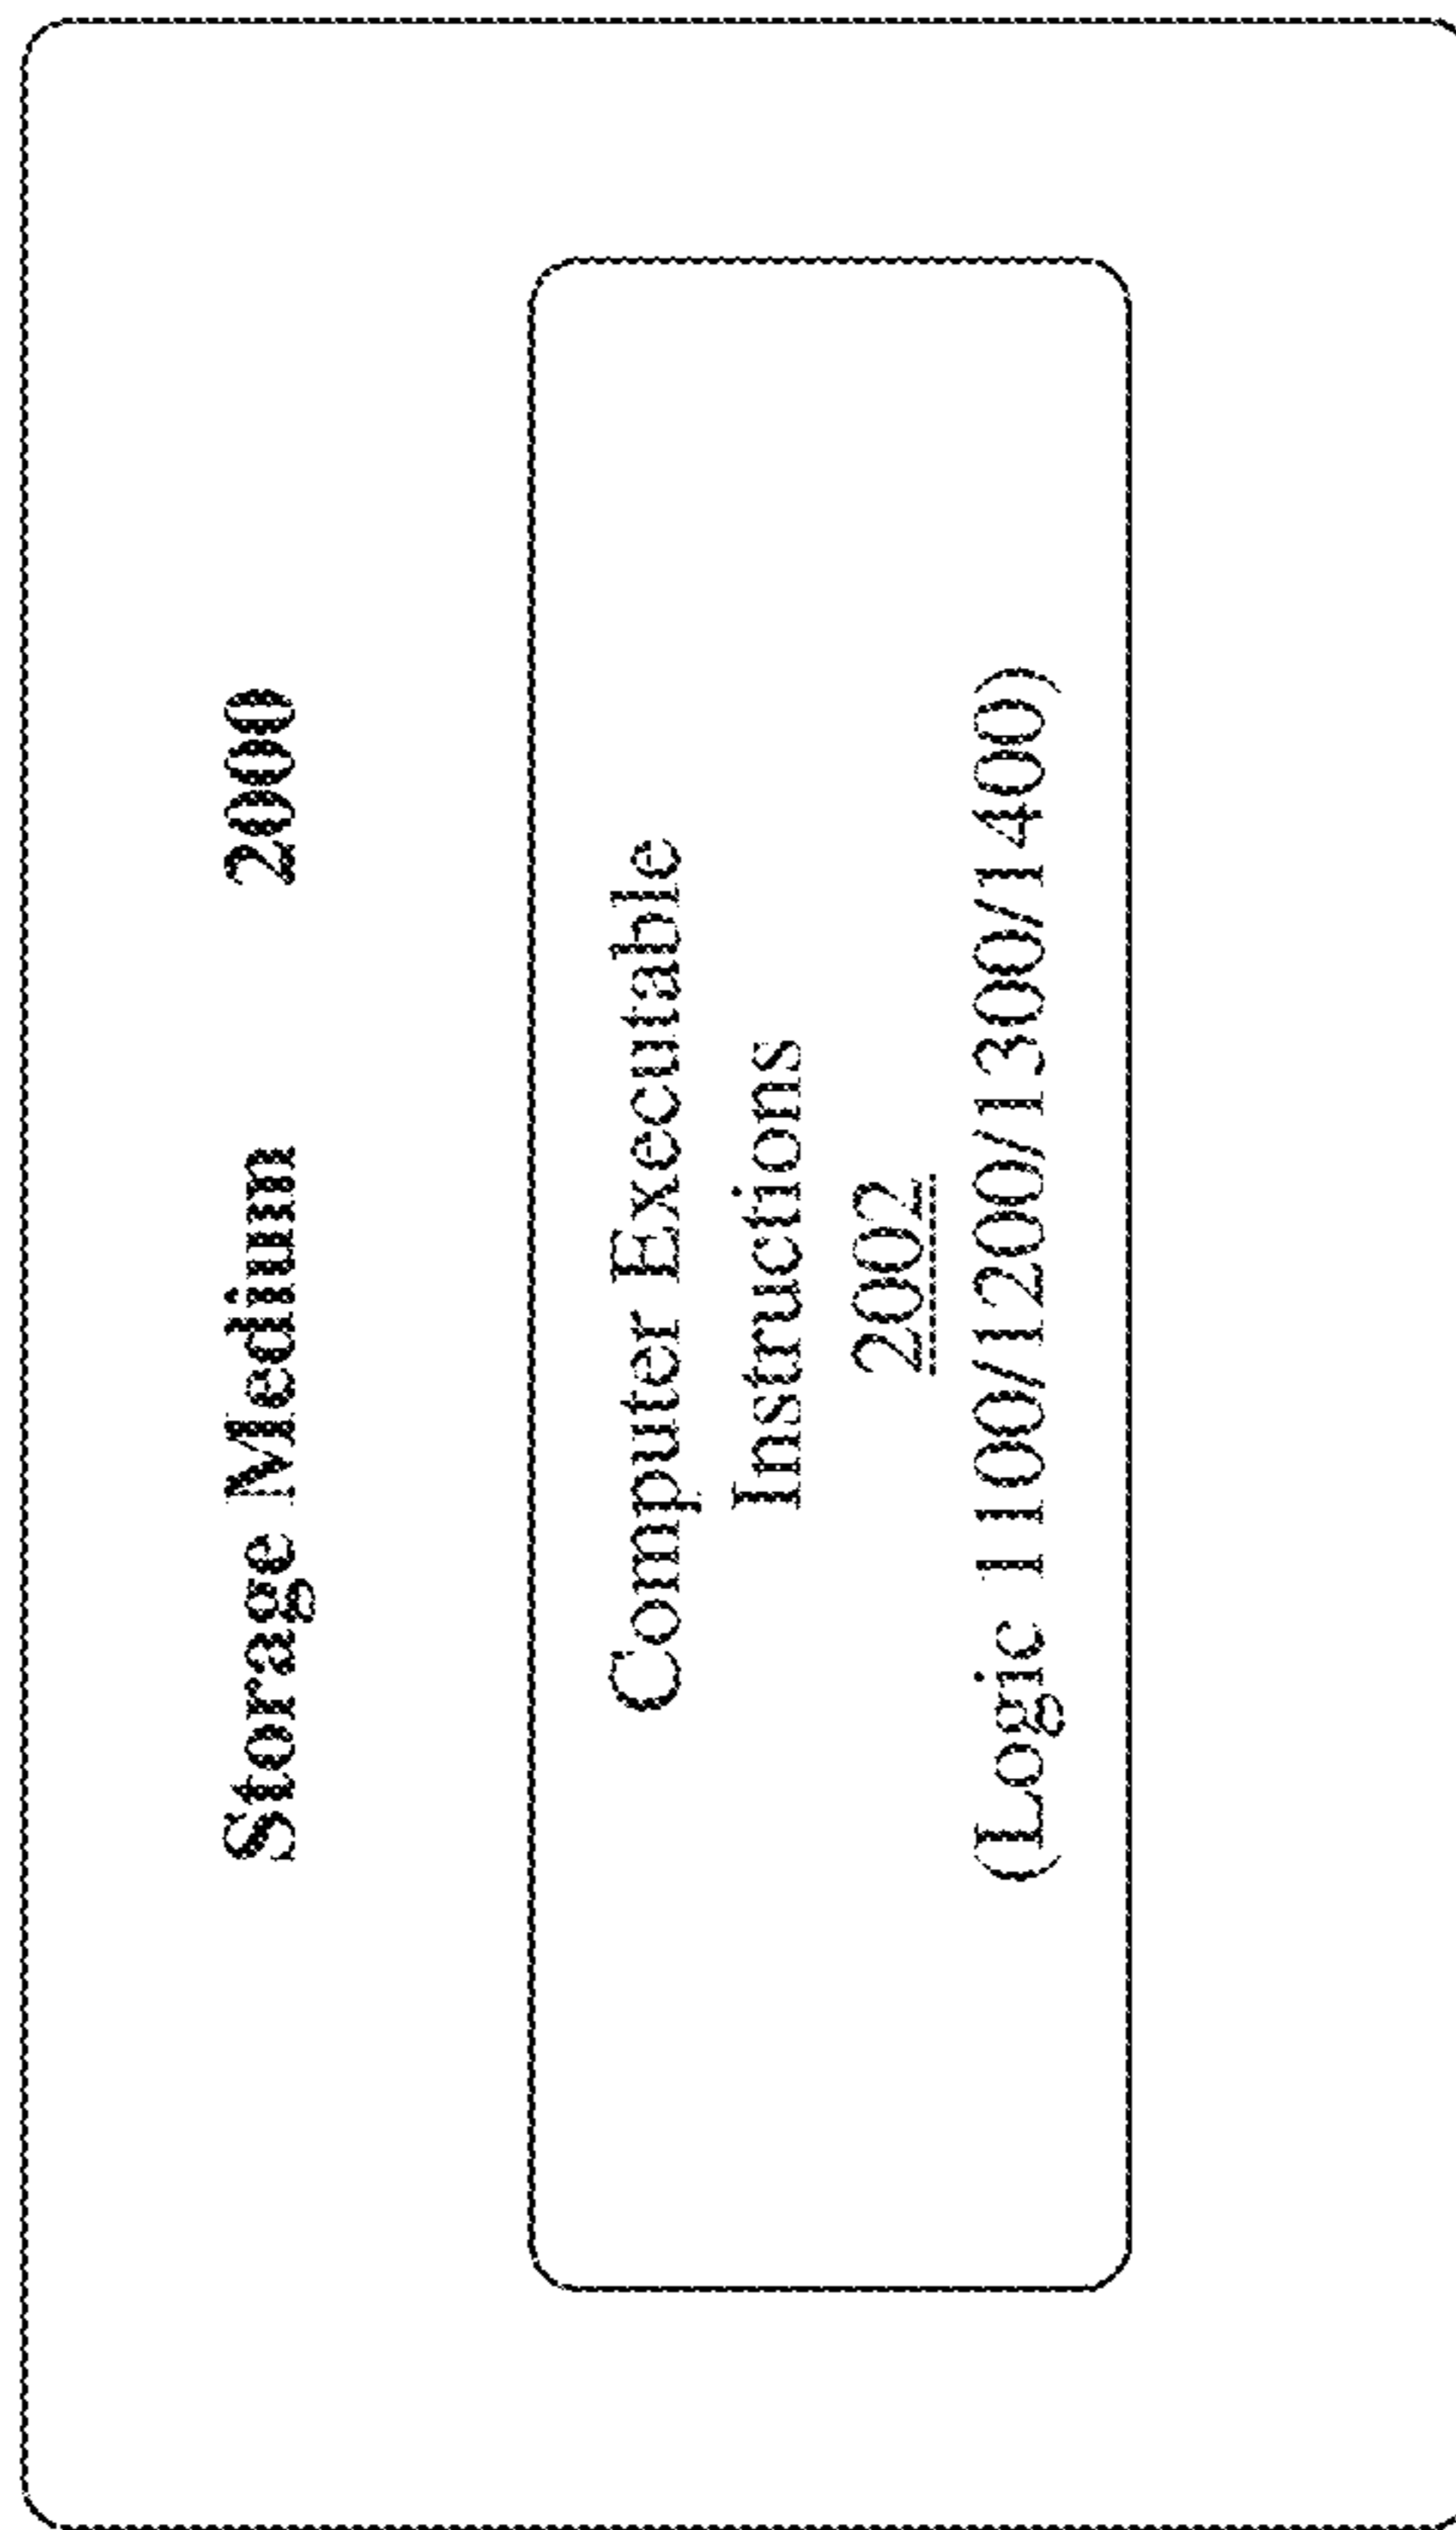 Storage Medium 2000
Computer Executable
Instructions
2002
(Logic 1100/1200/1300/1400)